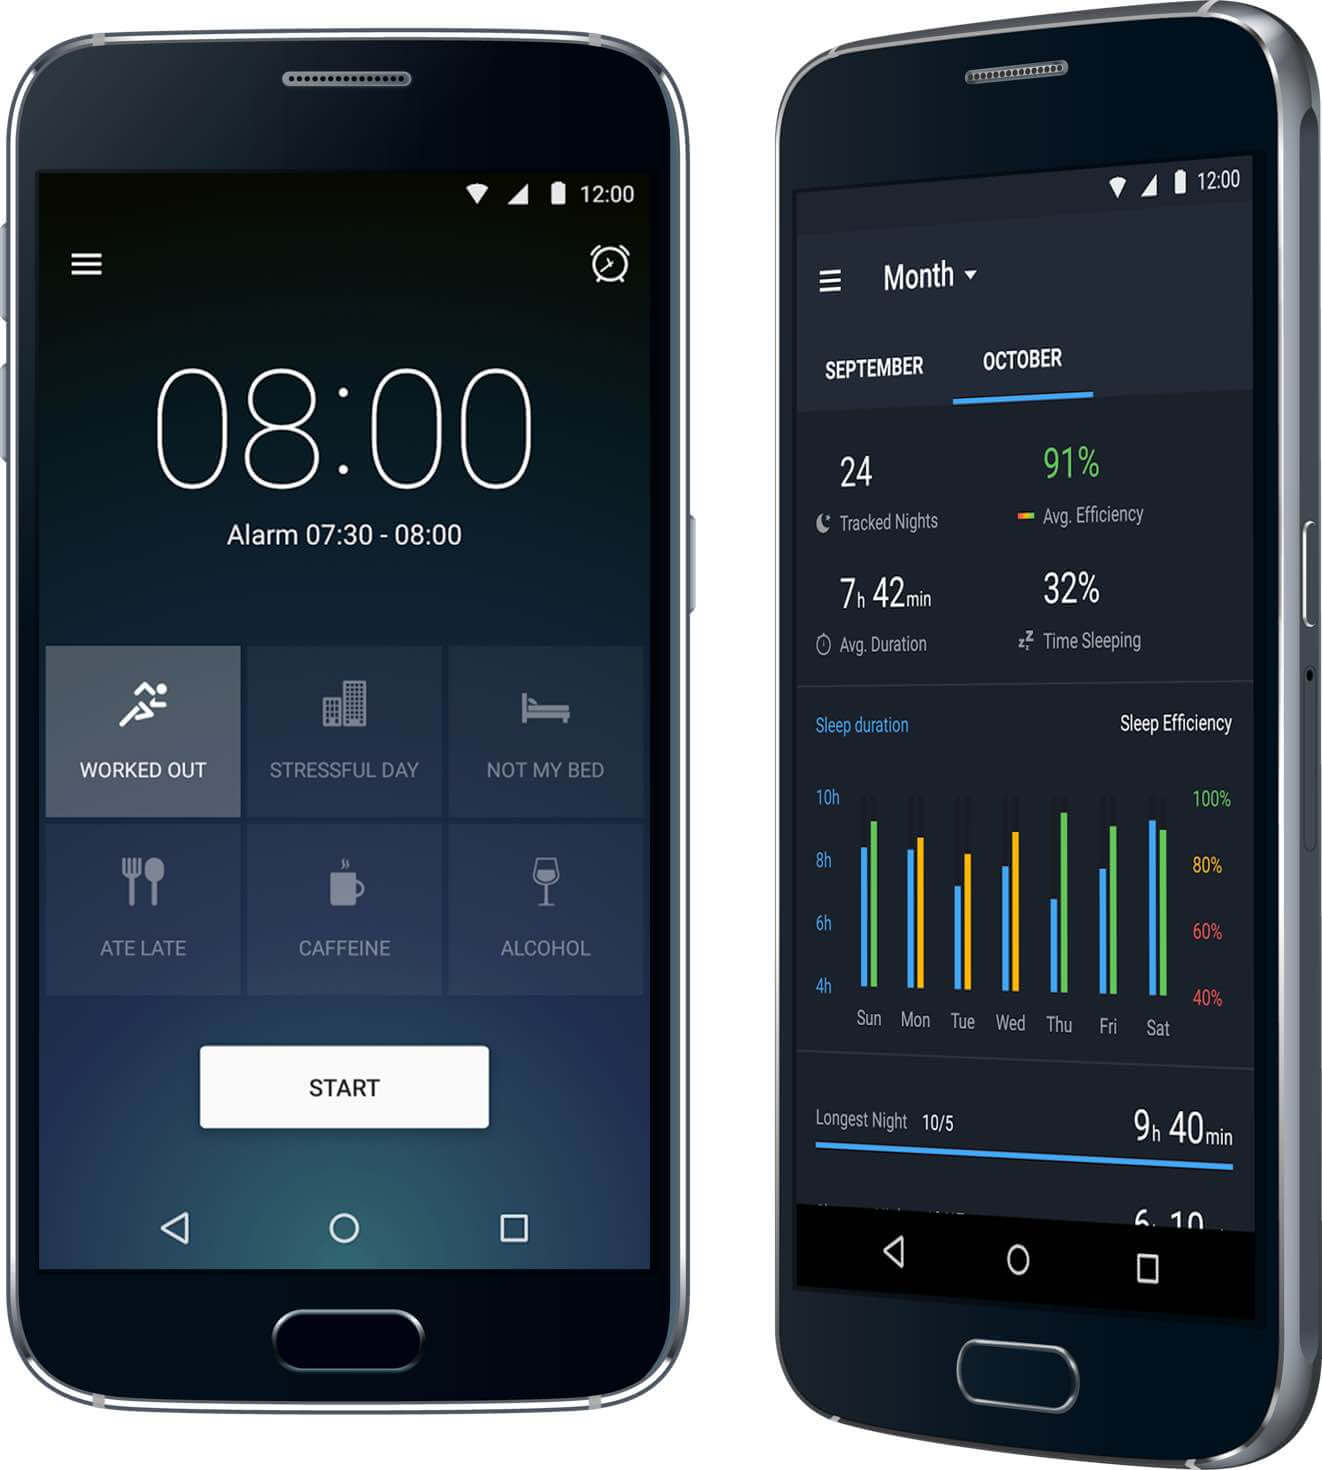 12:00
08:00
Alarm 07:30 - 08:00
WORKED OUT
STRESSFUL DAY
NOT MY BED
ATE LATE
CAFFEINE
ALCOHOL
START
12:00
Month
SEPTEMBER
OCTOBER
24
91%
Tracked Nights
Avg. Efficiency
7h 42min
32%
zZz
Avg. Duration
Time Sleeping
Sleep duration
Sleep Efficiency
10h
100%
8h
80%
6h
60%
4h
40%
Sun Mon Tue Wed Thu Fri Sat
Longest Night 10/5
9h 40min